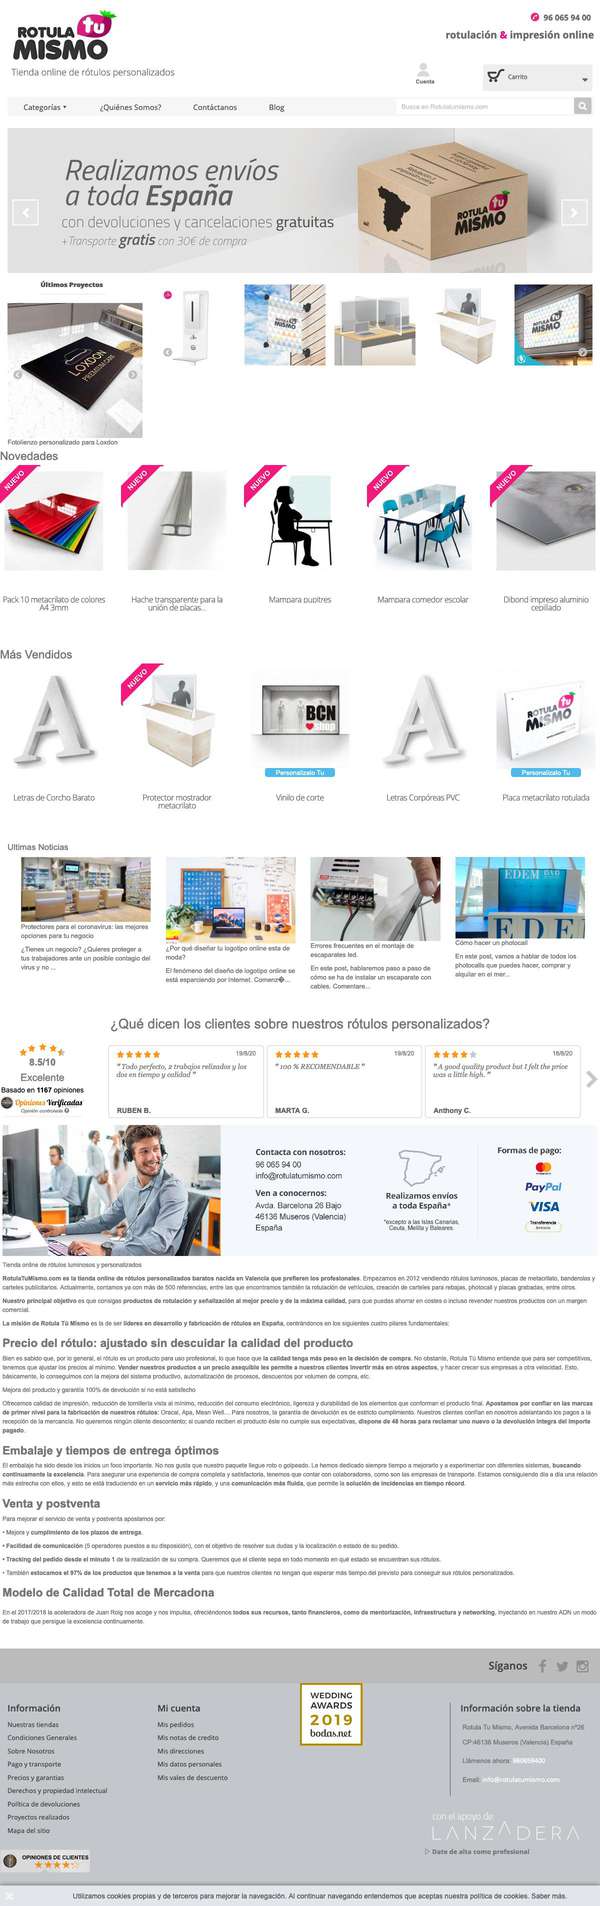 ROTULA tu
MISMO
Tienda online de rótulos personalizados
96 065 94 00
rotulación & impresión online
Cuenta
Carrito
Categorías
¿Quiénes Somos?
Contáctanos
Blog
Busca en Rotulatumismo.com
Realizamos envíos
a toda España
con devoluciones y cancelaciones gratuitas
+Transporte gratis con 30€ de compra
ROTULA tu
MISMO
Últimos Proyectos
LOXDON
PREMIUM CARS
ROTULA tu
MISMO
ROTULA tu
MISMO
Fotolienzo personalizado para Loxdon
Novedades
NUEVO
NUEVO
NUEVO
NUEVO
NUEVO
Pack 10 metacrilato de colores
A4 3mm
Hache transparente para la
unión de placas...
Mampara pupitres
Mampara comedor escolar
Dibond impreso aluminio
cepillado
Más Vendidos
NUEVO
BCN
Shop
ROTULA tu
MISMO
Personalízalo Tu
Personalízalo Tu
Letras de Corcho Barato
Protector mostrador
metacrilato
Vinilo de corte
Letras Corpóreas PVC
Placa metacrilato rotulada
Ultimas Noticias
EDEM
EDE
Protectores para el coronavirus: las mejores
opciones para tu negocio
¿Tienes un negocio? ¿Quieres proteger a
tus trabajadores ante un posible contagio del
virus y no ...
¿Por qué diseñar tu logotipo online esta de
moda?
El fenómeno del diseño de logotipo online se
está esparciendo por Internet. Comenz�...
Errores frecuentes en el montaje de
escaparates led.
En este post, hablaremos paso a paso de
cómo se ha de instalar un escaparate con
cables. Comentare...
Cómo hacer un photocall
En este post, vamos a hablar de todos los
photocalls que puedes hacer, comprar y
alquilar en el mer...
¿Qué dicen los clientes sobre nuestros rótulos personalizados?
8.5/10
Excelente
Basado en 1167 opiniones
Opiniones Verificadas
Opinión controlada
19/8/20
"Todo perfecto, 2 trabajos relizados y los
dos en tiempo y calidad"
RUBEN B.
19/8/20
"100 % RECOMENDABLE"
MARTA G.
16/8/20
"A good quality product but I felt the price
was a little high."
Anthony C.
Contacta con nosotros:
96 065 94 00
info@rotulatumismo.com
Ven a conocernos:
Avda. Barcelona 26 Bajo
46136 Museros (Valencia)
España
Realizamos envíos
a toda España*
*excepto a las Islas Canarias,
Ceuta, Melilla y Baleares
Formas de pago:
PayPal
VISA
Transferencia
Tienda online de rótulos luminosos y personalizados
RotulaTuMismo.com es la tienda online de rótulos personalizados baratos nacida en Valencia que prefieren los profesionales. Empezamos en 2012 vendiendo rótulos luminosos, placas de metacrilato, banderolas y
carteles publicitarios. Actualmente, contamos ya con más de 500 referencias, entre las que encontramos también la rotulación de vehículos, creación de carteles para rebajas, photocall y placas grabadas, entre otros.
Nuestro principal objetivo es que consigas productos de rotulación y señalización al mejor precio y de la máxima calidad, para que puedas ahorrar en costes o incluso revender nuestros productos con un margen
comercial.
La misión de Rotula Tú Mismo es la de ser líderes en desarrollo y fabricación de rótulos en España, centrándonos en los siguientes cuatro pilares fundamentales:
Precio del rótulo: ajustado sin descuidar la calidad del producto
Bien es sabido que, por lo general, el rótulo es un producto para uso profesional, lo que hace que la calidad tenga más peso en la decisión de compra. No obstante, Rotula Tú Mismo entiende que para ser competitivos,
tenemos que ajustar los precios al mínimo. Vender nuestros productos a un precio asequible les permite a nuestros clientes invertir más en otros aspectos, y hacer crecer sus empresas a otra velocidad. Esto,
básicamente, lo conseguimos con la mejora del sistema productivo, automatización de procesos, descuentos por volumen de compra, etc.
Mejora del producto y garantía 100% de devolución si no está satisfecho
Ofrecemos calidad de impresión, reducción de tornillería vista al mínimo, reducción del consumo electrónico, ligereza y durabilidad de los elementos que conforman el producto final. Apostamos por confiar en las marcas
de primer nivel para la fabricación de nuestros rótulos: Oracal, Apa, Mean Well... Para nosotros, la garantía de devolución es de estricto cumplimiento. Nuestros clientes confían en nosotros adelantando los pagos a la
recepción de la mercancía. No queremos ningún cliente descontento; si cuando reciben el producto éste no cumple sus expectativas, dispone de 48 horas para reclamar uno nuevo o la devolución íntegra del importe
pagado.
Embalaje y tiempos de entrega óptimos
El embalaje ha sido desde los inicios un foco importante. No nos gusta que nuestro paquete llegue roto o golpeado. Le hemos dedicado siempre tiempo a mejorarlo y a experimentar con diferentes sistemas, buscando
continuamente la excelencia. Para asegurar una experiencia de compra completa y satisfactoria, tenemos que contar con colaboradores, como son las empresas de transporte. Estamos consiguiendo día a día una relación
más estrecha con ellos, y esto se está traduciendo en un servicio más rápido, y una comunicación más fluida, que permite la solución de incidencias en tiempo récord.
Venta y postventa
Para mejorar el servicio de venta y postventa apostamos por:
• Mejora y cumplimiento de los plazos de entrega.
• Facilidad de comunicación (5 operadores puestos a su disposición), con el objetivo de resolver sus dudas y la localización o estado de su pedido.
• Tracking del pedido desde el minuto 1 de la realización de su compra. Queremos que el cliente sepa en todo momento en qué estado se encuentran sus rótulos.
• También estocamos el 97% de los productos que tenemos a la venta para que nuestros clientes no tengan que esperar más tiempo del previsto para conseguir sus rótulos personalizados.
Modelo de Calidad Total de Mercadona
En el 2017/2018 la aceleradora de Juan Roig nos acoge y nos impulsa, ofreciéndonos todos sus recursos, tanto financieros, como de mentorización, infraestructura y networking, inyectando en nuestro ADN un modo
de trabajo que persigue la excelencia continuamente.
Síganos
Información
Nuestras tiendas
Condiciones Generales
Sobre Nosotros
Pago y transporte
Precios y garantias
Derechos y propiedad intelectual
Política de devoluciones
Proyectos realizados
Mapa del sitio
Mi cuenta
Mis pedidos
Mis notas de credito
Mis direcciones
Mis datos personales
Mis vales de descuento
WEDDING
AWARDS
2019
bodas.net
Información sobre la tienda
Rotula Tu Mismo, Avenida Barcelona nº26
CP:46136 Museros (Valencia) España
Llámenos ahora: 960659400
Email: info@rotulatumismo.com
con el apoyo de:
LANZADERA
Date de alta como profesional
OPINIONES DE CLIENTES
Utilizamos cookies propias y de terceros para mejorar la navegación. Al continuar navegando entendemos que aceptas nuestra política de cookies. Saber más.